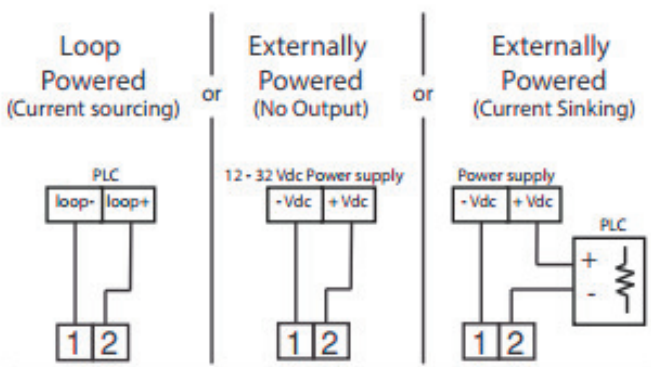 Loop
Powered
(Current sourcing)
or
Externally
Powered
(No Output)
or
Externally
Powered
(Current Sinking)
PLC
loop- loop+
1 2
12 - 32 Vdc Power supply
- Vdc + Vdc
1 2
Power supply
- Vdc + Vdc
PLC
+
-
1 2